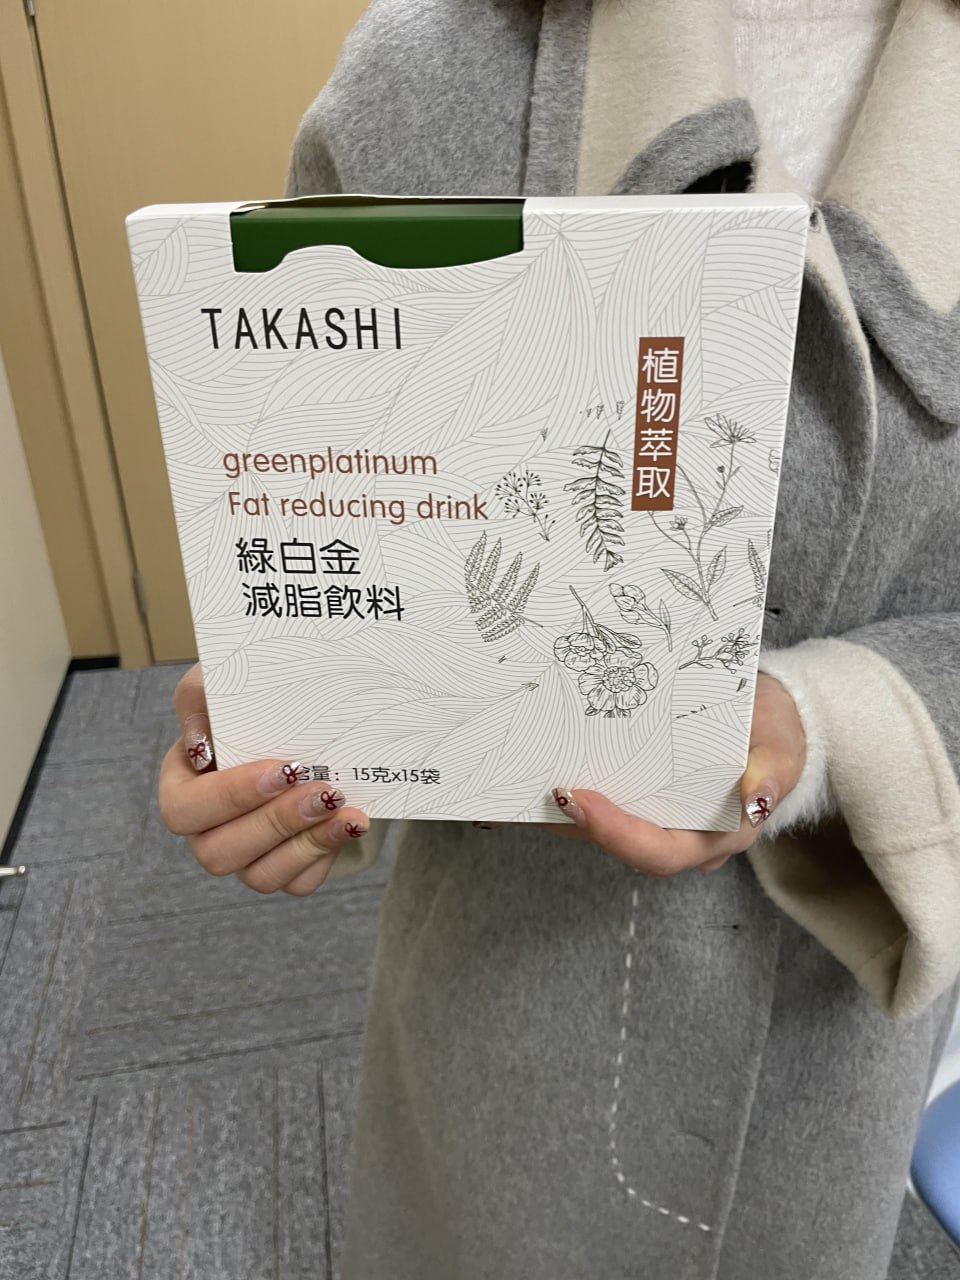 TAKASHI
植物萃取
greenplatinum
Fat reducing drink
綠白金
減脂飲料
量：15克x15袋